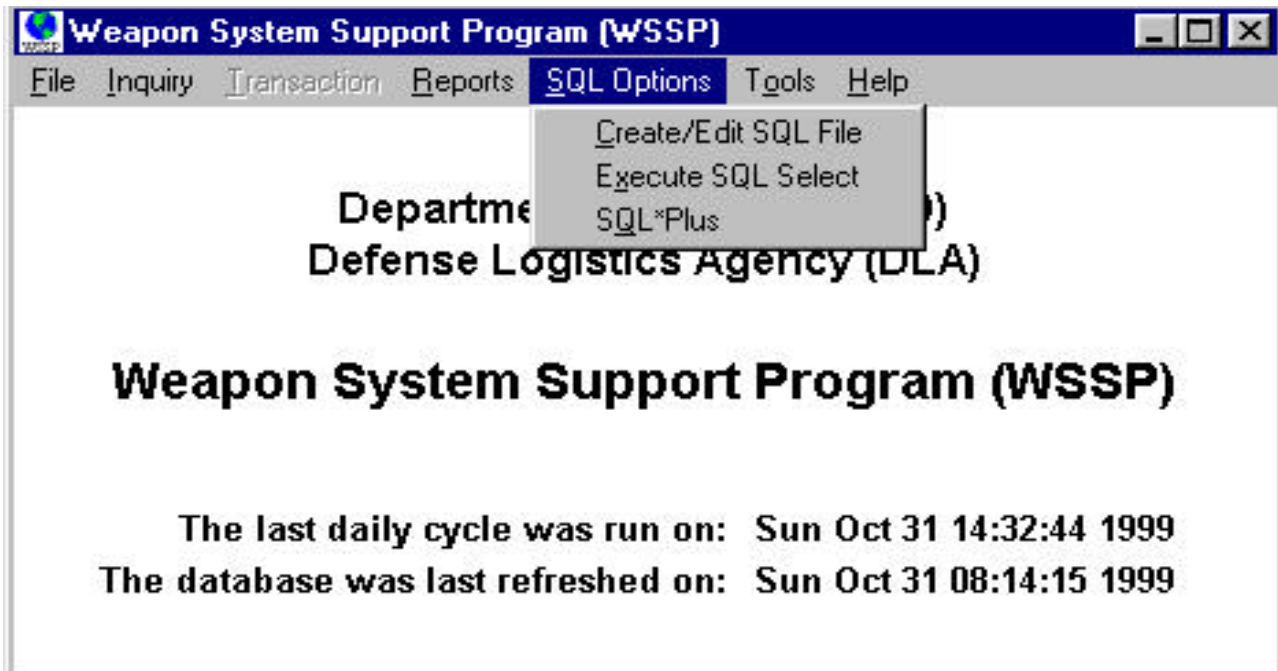 WSSP
Weapon System Support Program (WSSP)
File Inquiry Transaction Reports SQL Options Tools Help
Create/Edit SQL File
Execute SQL Select
SQL*Plus
Defense Logistics Agency (DLA)
Weapon System Support Program (WSSP)
The last daily cycle was run on: Sun Oct 31 14:32:44 1999
The database was last refreshed on: Sun Oct 31 08:14:15 1999